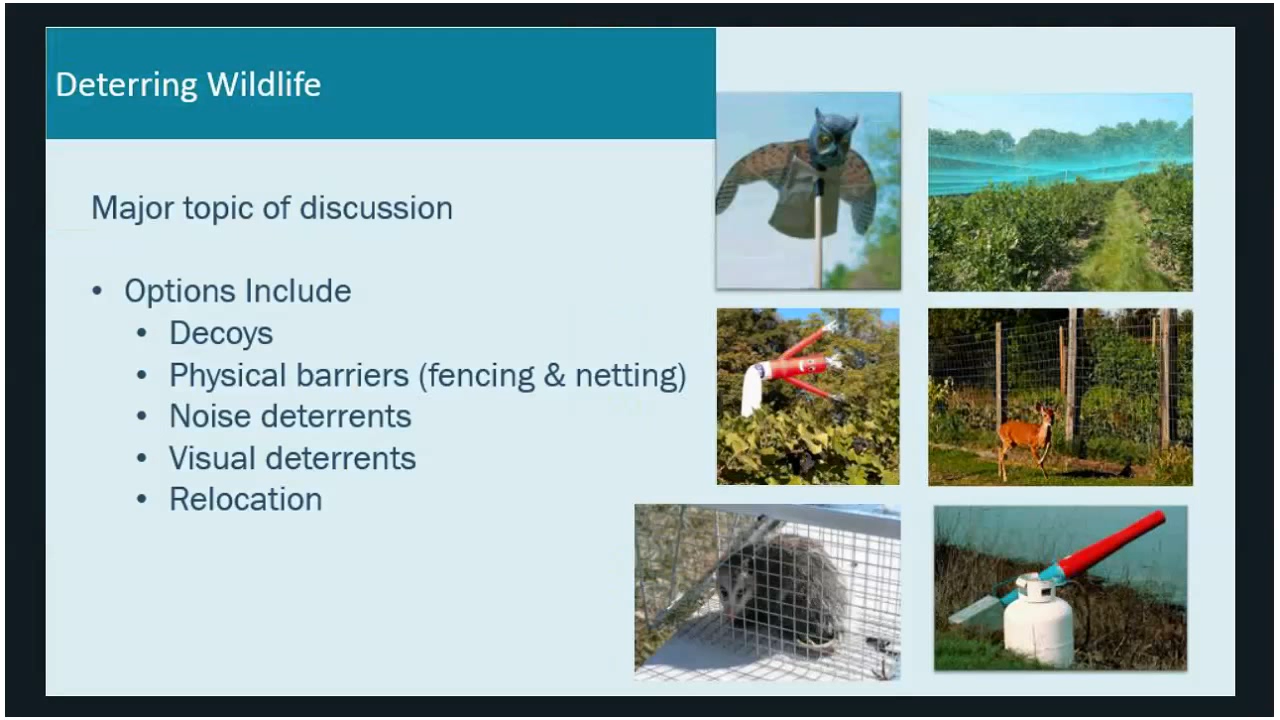 Deterring Wildlife
Major topic of discussion
• Options Include
• Decoys
• Physical barriers (fencing & netting)
• Noise deterrents
• Visual deterrents
• Relocation